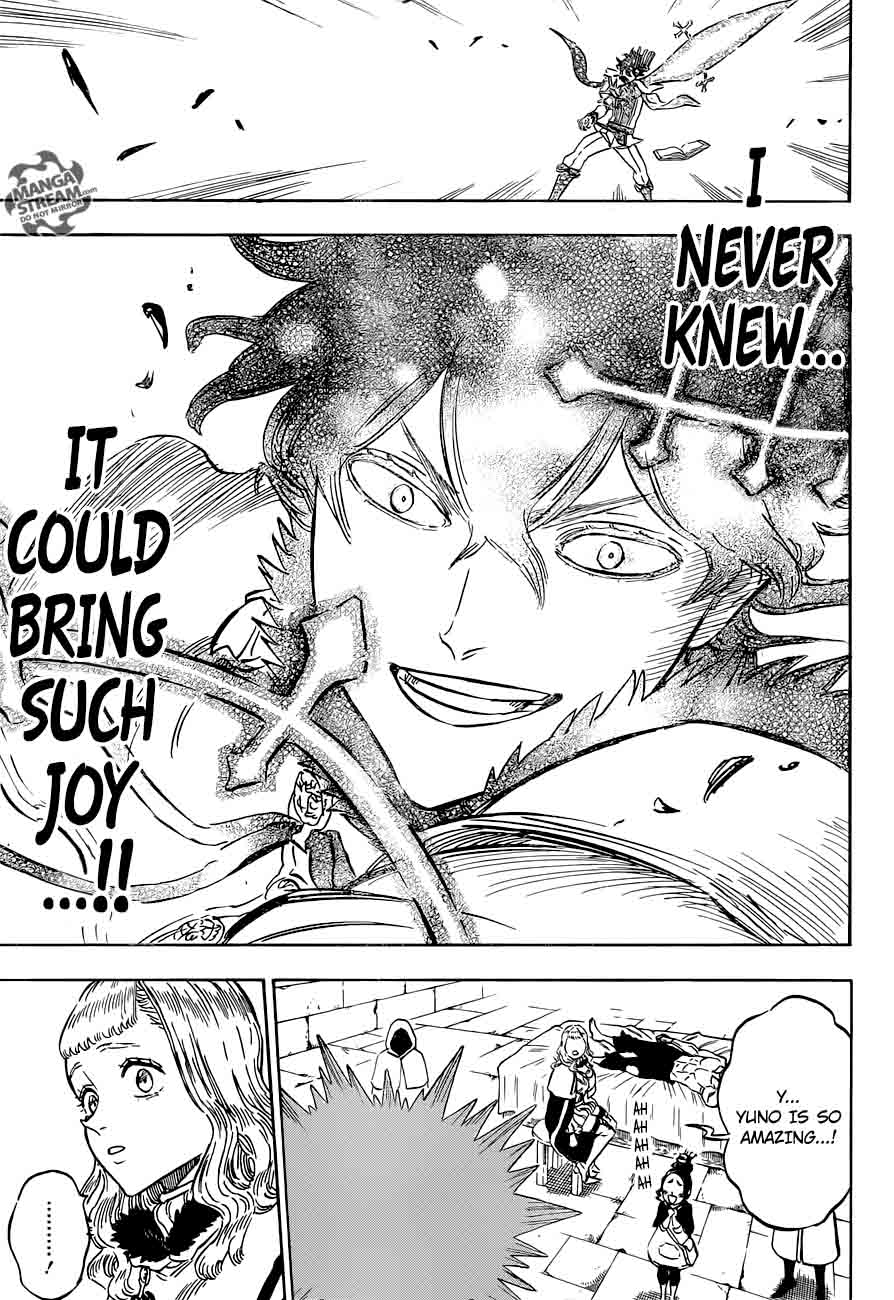 MANGA
STREAM.com
DO NOT MIRROR
I
NEVER
KNEW...
IT
COULD
BRING
SUCH
JOY
...!!
Y...
YUNO IS SO
AMAZING...!
AH
AH
AH
AH
AH
.........!